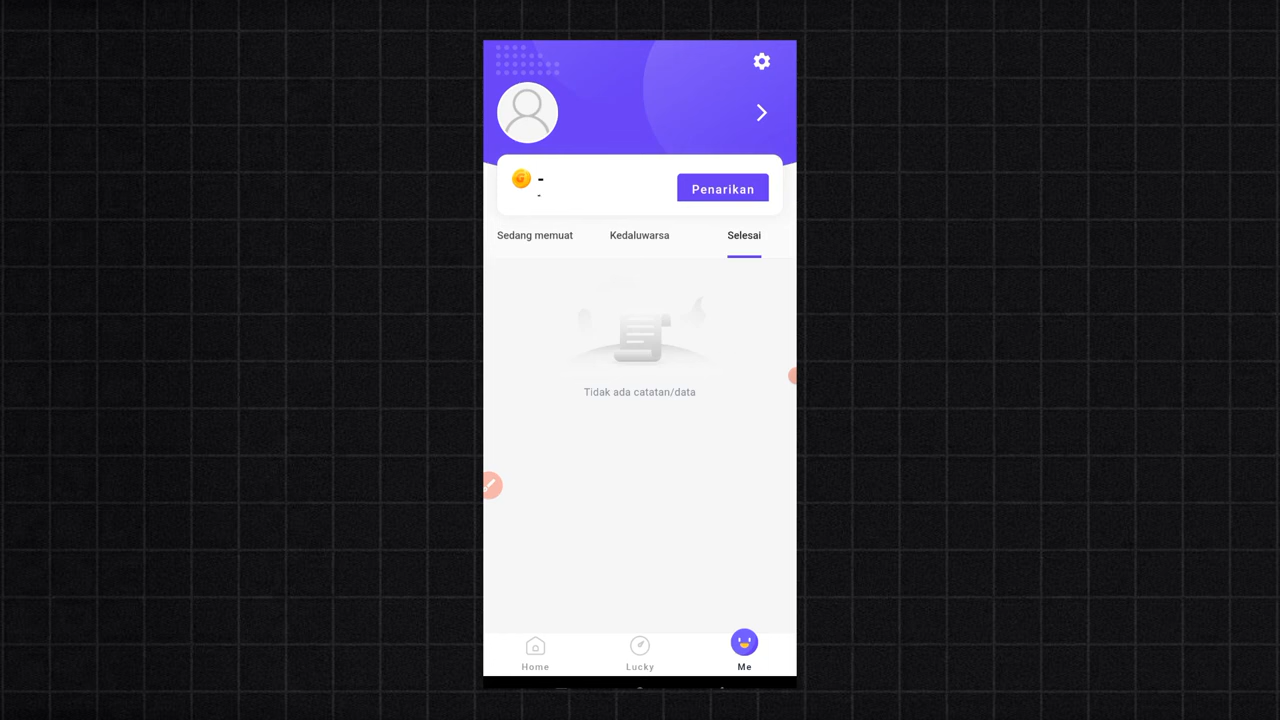 -
-
Penarikan
Sedang memuat Kedaluwarsa Selesai
Tidak ada catatan/data
Home Lucky Me